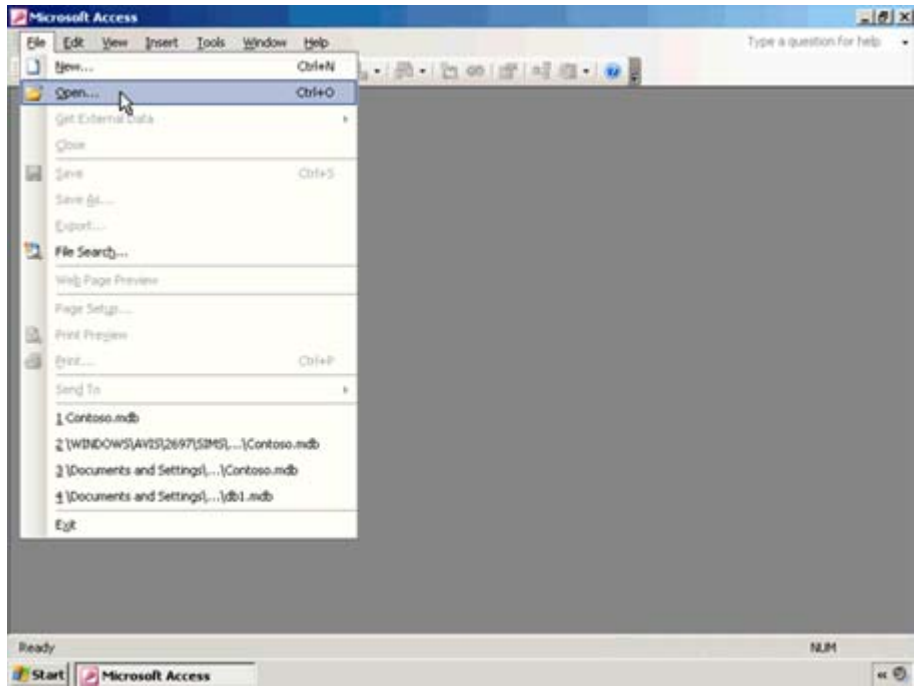 Microsoft Access
File Edit View Insert Tools Window Help
Type a question for help
New... Ctrl+N
Open... Ctrl+O
Get External Data
Close
Save Ctrl+S
Save As...
Export...
File Search...
Web Page Preview
Page Setup...
Print Preview
Print... Ctrl+P
Send To
1 Contoso.mdb
2 \WINDOWS\AVIS\2697\SIMS\...\Contoso.mdb
3 \Documents and Settings\...\Contoso.mdb
4 \Documents and Settings\...\db1.mdb
Exit
Ready NUM
Start Microsoft Access